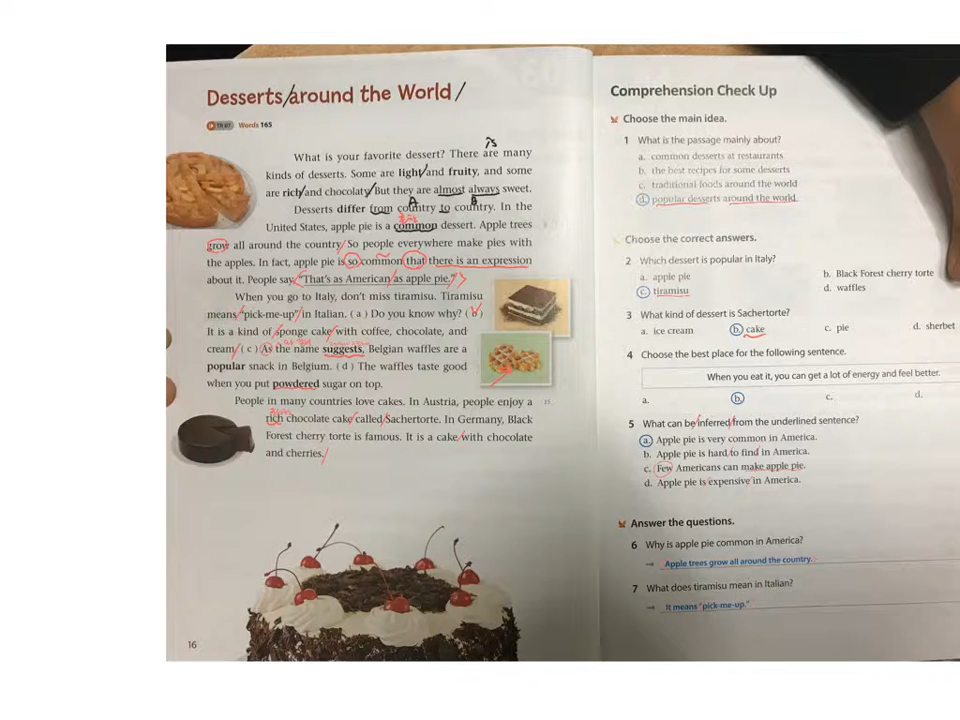 Desserts around the World
Words 165
What is your favorite dessert? There are many
kinds of desserts. Some are light and fruity, and some
are rich and chocolaty. But they are almost always sweet.
Desserts differ from country to country. In the
United States, apple pie is a common dessert. Apple trees
grow all around the country. So people everywhere make pies with
the apples. In fact, apple pie is so common that there is an expression
about it. People say, "That's as American as apple pie."
When you go to Italy, don't miss tiramisu. Tiramisu
means "pick-me-up" in Italian. ( a ) Do you know why? ( b )
It is a kind of sponge cake with coffee, chocolate, and
cream. ( c ) As the name suggests, Belgian waffles are a
popular snack in Belgium. ( d ) The waffles taste good
when you put powdered sugar on top.
People in many countries love cakes. In Austria, people enjoy a
rich chocolate cake called Sachertorte. In Germany, Black
Forest cherry torte is famous. It is a cake with chocolate
and cherries.
16
Comprehension Check Up
Choose the main idea.
1 What is the passage mainly about?
a. common desserts at restaurants
b. the best recipes for some desserts
c. traditional foods around the world
d. popular desserts around the world
Choose the correct answers.
2 Which dessert is popular in Italy?
a. apple pie b. Black Forest cherry torte
c. tiramisu d. waffles
3 What kind of dessert is Sachertorte?
a. ice cream b. cake c. pie d. sherbet
4 Choose the best place for the following sentence.
When you eat it, you can get a lot of energy and feel better.
a. b. c. d.
5 What can be inferred from the underlined sentence?
a. Apple pie is very common in America.
b. Apple pie is hard to find in America.
c. Few Americans can make apple pie.
d. Apple pie is expensive in America.
Answer the questions.
6 Why is apple pie common in America?
→ Apple trees grow all around the country.
7 What does tiramisu mean in Italian?
→ It means "pick-me-up."